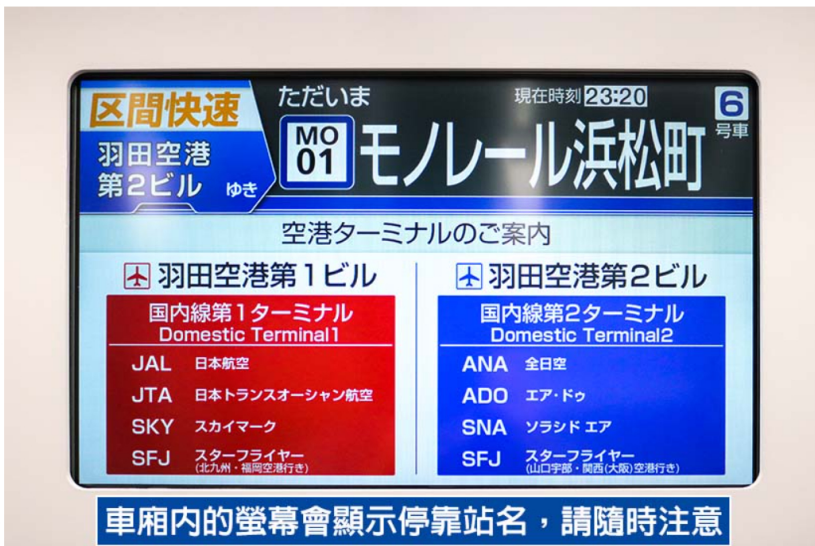 区間快速
羽田空港
第2ビル ゆき
ただいま
現在時刻 23:20
6
号車
MO
01
モノレール浜松町
空港ターミナルのご案内
羽田空港第1ビル
国内線第1ターミナル
Domestic Terminal1
JAL 日本航空
JTA 日本トランスオーシャン航空
SKY スカイマーク
SFJ スターフライヤー
(北九州・福岡空港行き)
羽田空港第2ビル
国内線第2ターミナル
Domestic Terminal2
ANA 全日空
ADO エア・ドゥ
SNA ソラシド エア
SFJ スターフライヤー
(山口宇部・関西(大阪)空港行き)
車廂內的螢幕會顯示停靠站名，請隨時注意